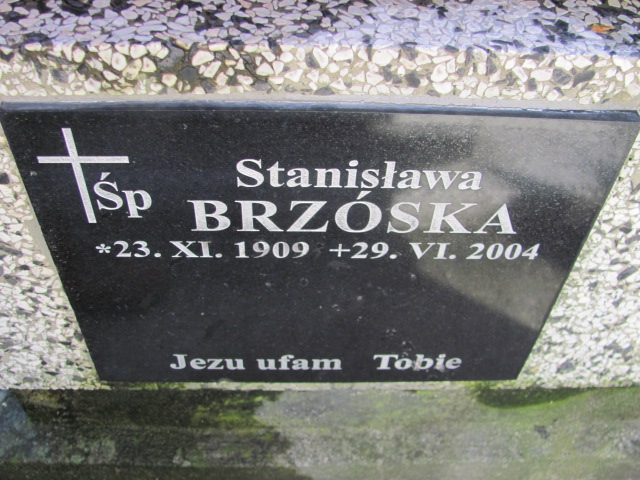 Śp Stanisława
BRZÓSKA
*23. XI. 1909 +29. VI. 2004
Jezu ufam Tobie